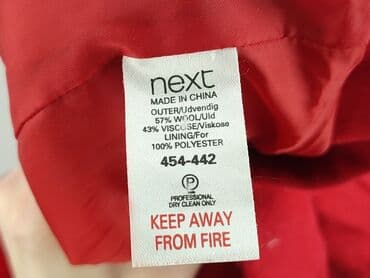 next
MADE IN CHINA
OUTER/Udvendig
57% WOOL/Uld
43% VISCOSE/Viskose
LINING/For
100% POLYESTER
454-442
P
PROFESSIONAL
DRY CLEAN ONLY
KEEP AWAY
FROM FIRE